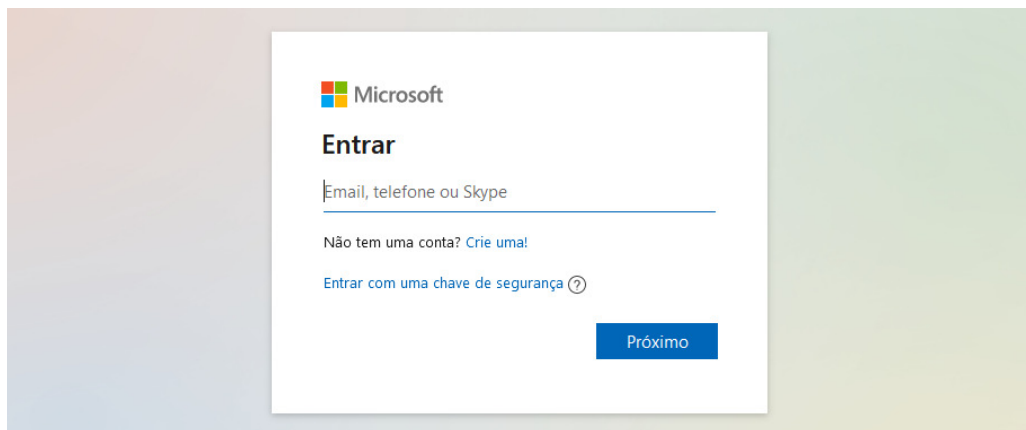 Microsoft
Entrar
Email, telefone ou Skype
Não tem uma conta? Crie uma!
Entrar com uma chave de segurança ?
Próximo